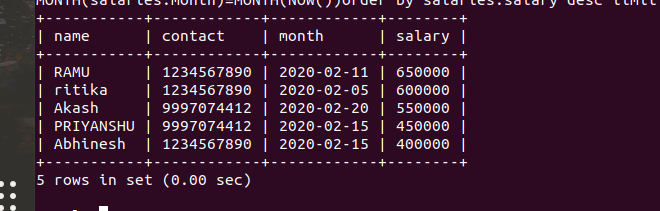 MONTH(salaries.month)=MONTH(NOW())order by salaries.salary desc limit
+-----------+------------+------------+--------+
| name      | contact    | month      | salary |
+-----------+------------+------------+--------+
| RAMU      | 1234567890 | 2020-02-11 | 650000 |
| ritika    | 1234567890 | 2020-02-05 | 600000 |
| Akash     | 9997074412 | 2020-02-20 | 550000 |
| PRIYANSHU | 9997074412 | 2020-02-15 | 450000 |
| Abhinesh  | 1234567890 | 2020-02-15 | 400000 |
+-----------+------------+------------+--------+
5 rows in set (0.00 sec)